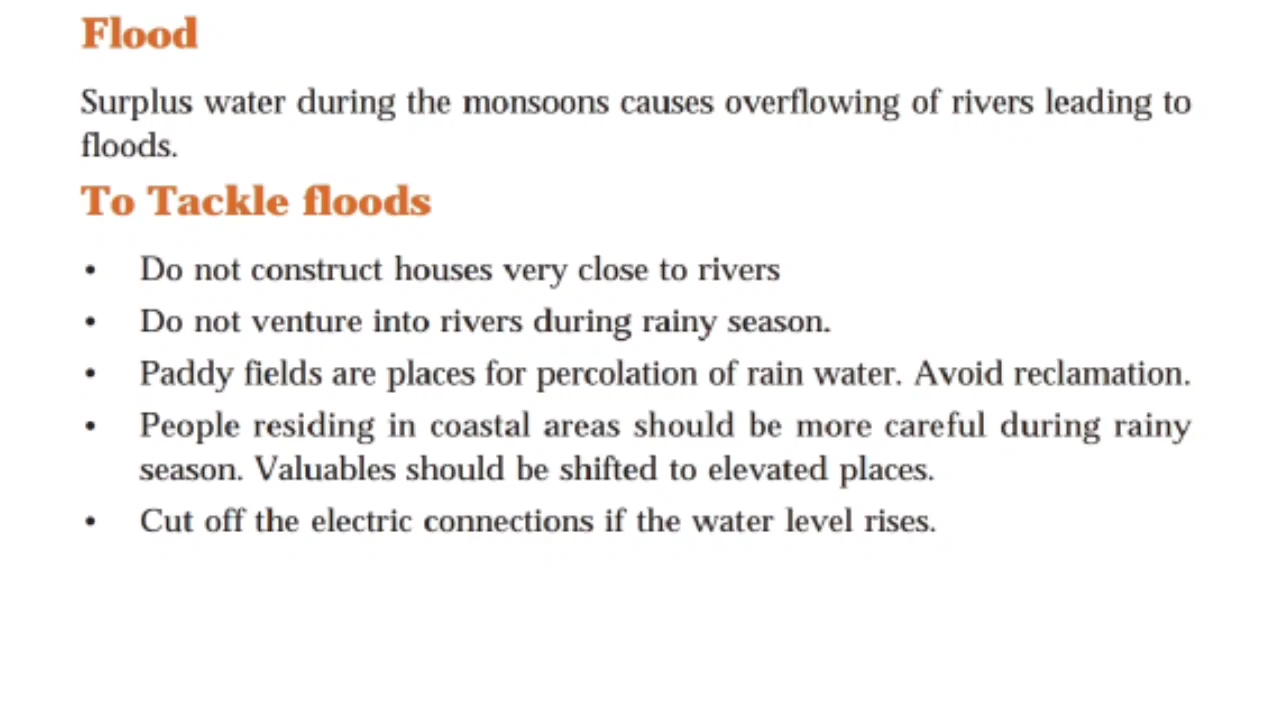 Flood
Surplus water during the monsoons causes overflowing of rivers leading to
floods.
To Tackle floods
• Do not construct houses very close to rivers
• Do not venture into rivers during rainy season.
• Paddy fields are places for percolation of rain water. Avoid reclamation.
• People residing in coastal areas should be more careful during rainy
season. Valuables should be shifted to elevated places.
• Cut off the electric connections if the water level rises.